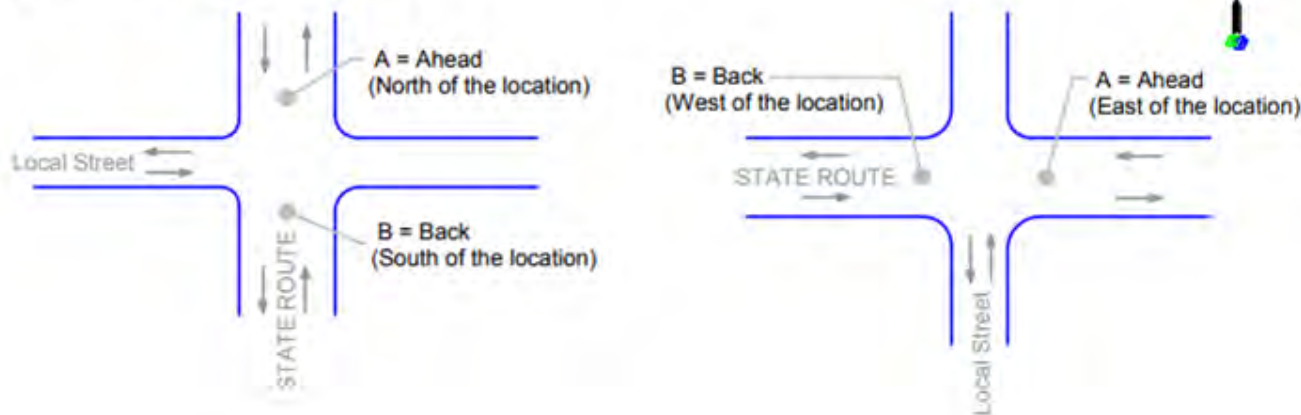 A = Ahead
(North of the location)
Local Street
B = Back
(South of the location)
STATE ROUTE
B = Back
(West of the location)
A = Ahead
(East of the location)
STATE ROUTE
Local Street